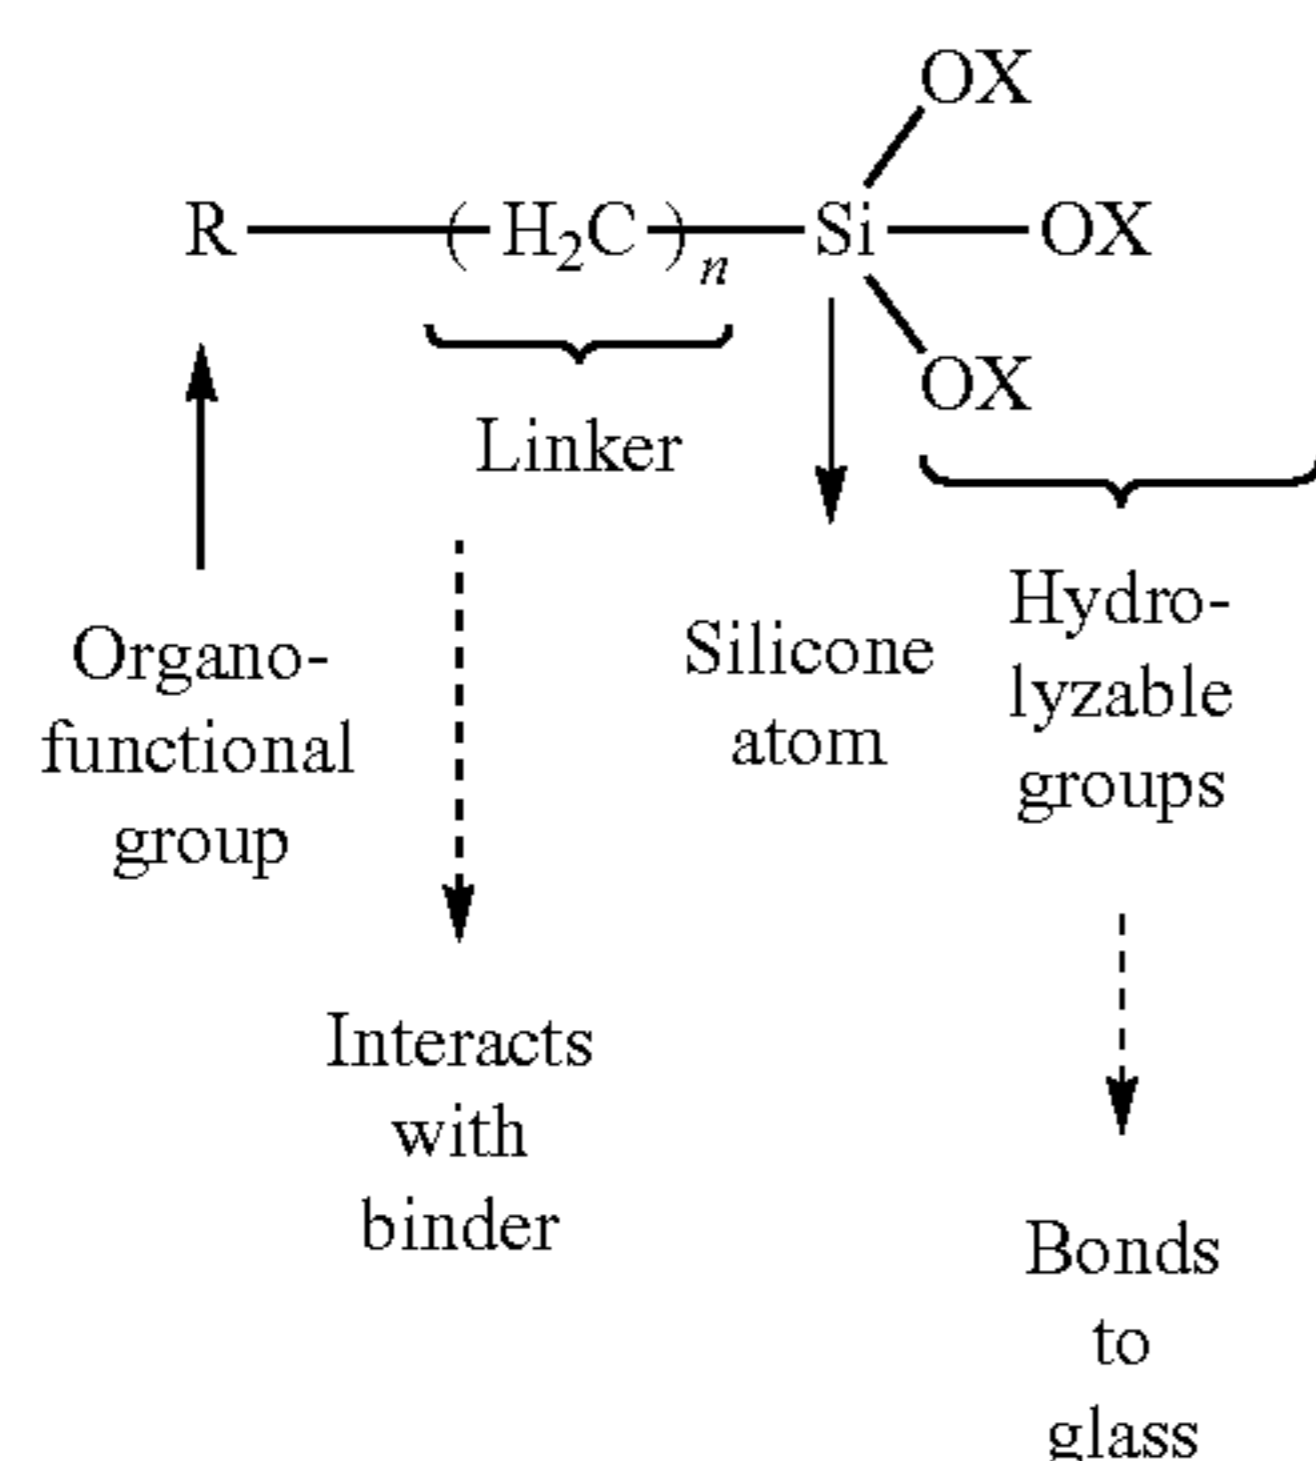 OX
R (H₂C)n Si OX
OX
Linker
Organo-
functional
group
Silicone
atom
Hydro-
lyzable
groups
Interacts
with
binder
Bonds
to
glass